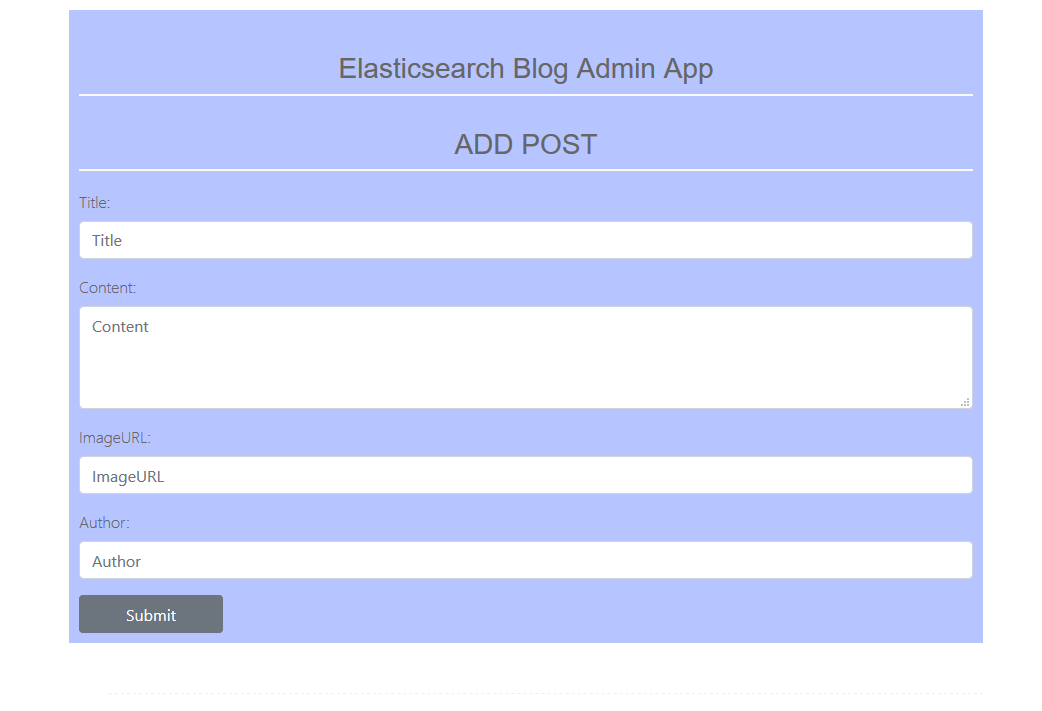 Elasticsearch Blog Admin App
ADD POST
Title:
Title
Content:
Content
ImageURL:
ImageURL
Author:
Author
Submit